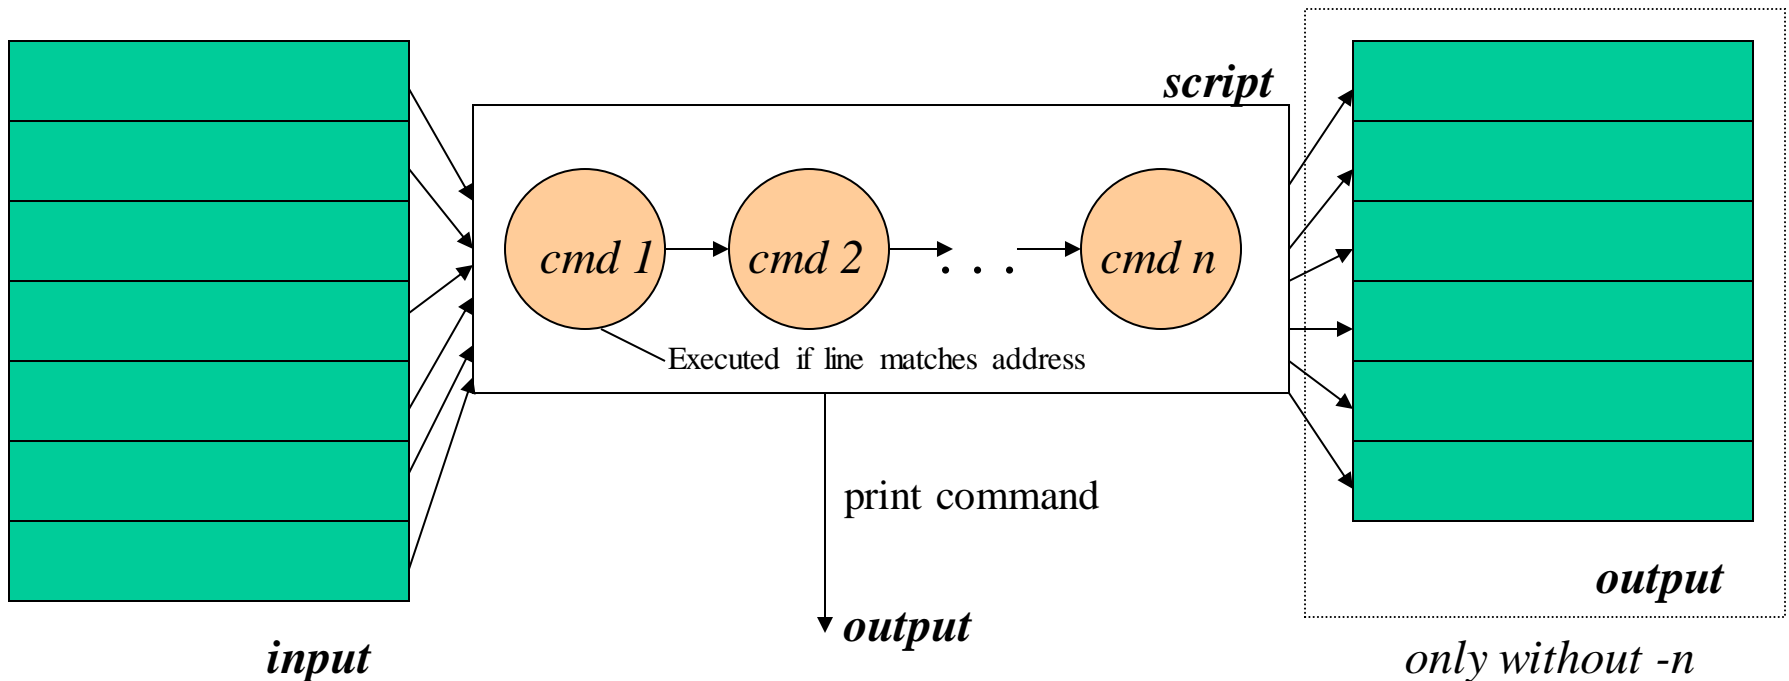 script
cmd 1 cmd 2 . . . cmd n
Executed if line matches address
print command
output
output
input
only without -n